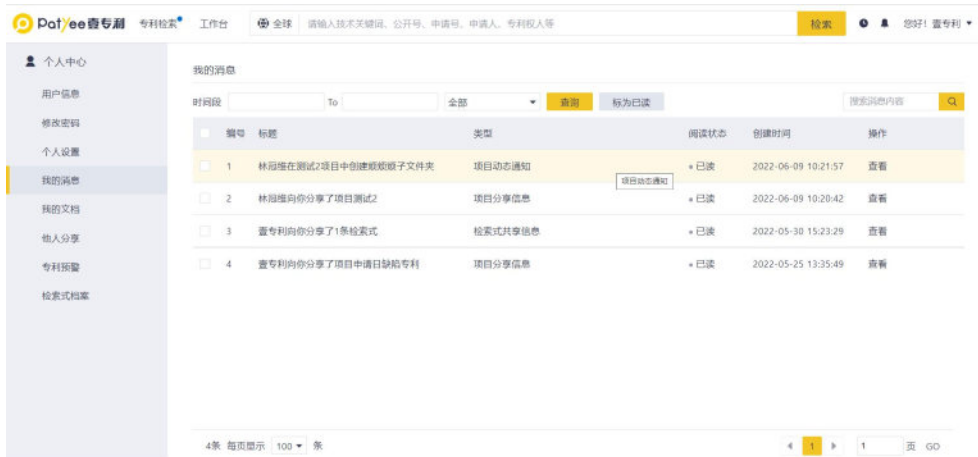 PatYee壹专利 专利检索 工作台 全球 请输入技术关键词、公开号、申请号、申请人、专利权人等 检索 您好！壹专利
个人中心
用户信息
修改密码
个人设置
我的消息
我的文档
他人分享
专利预警
检索式档案
我的消息
时间段 To 全部 查询 标为已读 搜索消息内容
编号 标题 类型 阅读状态 创建时间 操作
1 林冠维在测试2项目中创建烦烦烦子文件夹 项目动态通知 已读 2022-06-09 10:21:57 查看
项目动态通知
2 林冠维向你分享了项目测试2 项目分享信息 已读 2022-06-09 10:20:42 查看
3 壹专利向你分享了1条检索式 检索式共享信息 已读 2022-05-30 15:23:29 查看
4 壹专利向你分享了项目申请日缺陷专利 项目分享信息 已读 2022-05-25 13:35:49 查看
4条 每页显示 100 条 1 1 页 GO